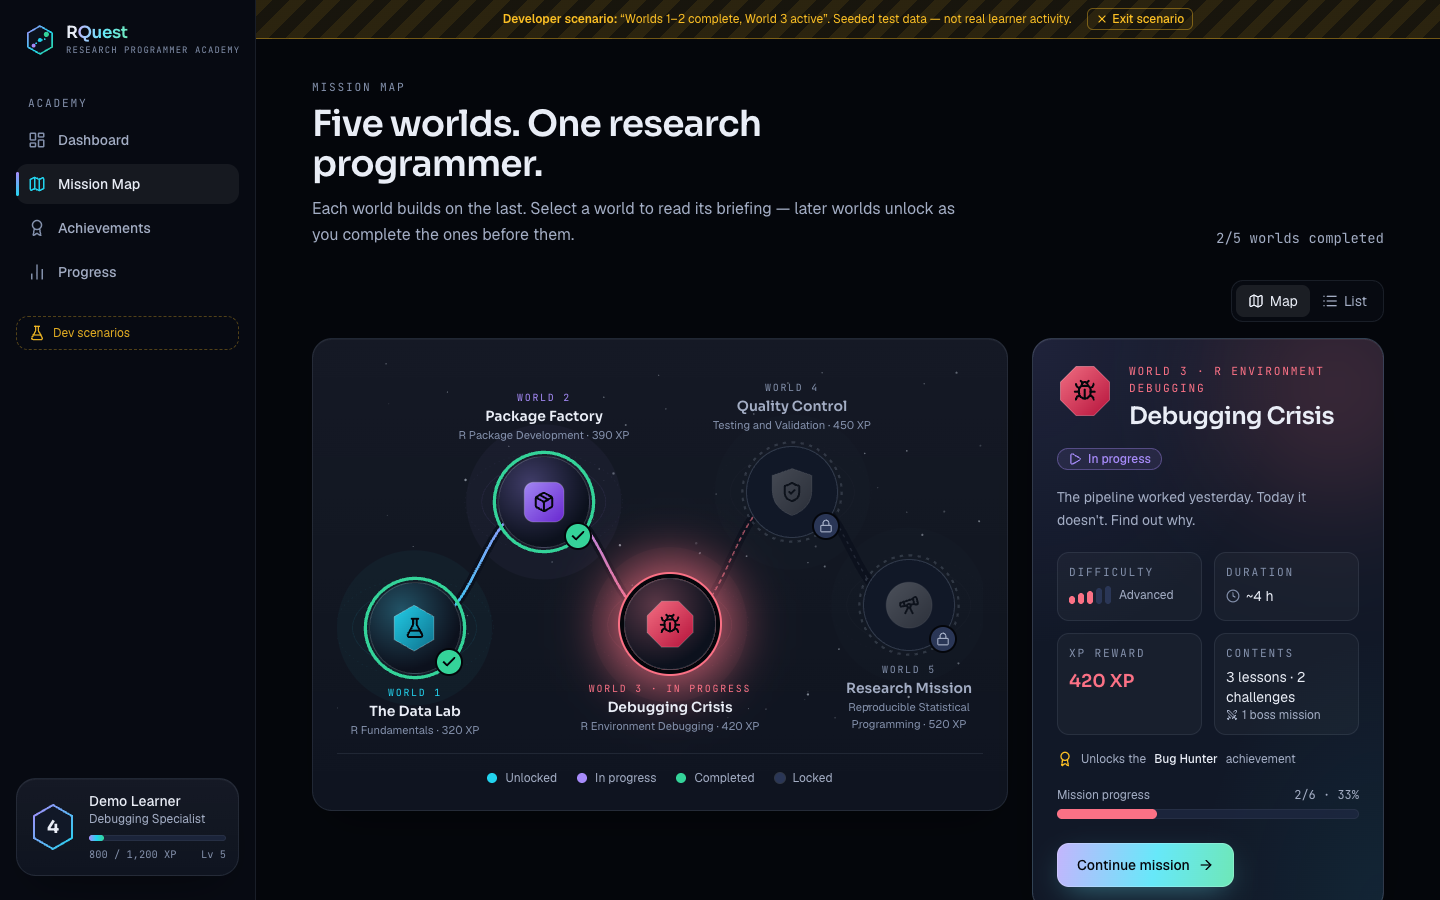 RQuest
RESEARCH PROGRAMMER ACADEMY
ACADEMY
Dashboard
Mission Map
Achievements
Progress
Dev scenarios
4
Demo Learner
Debugging Specialist
800 / 1,200 XP
Lv 5
Developer scenario: “Worlds 1–2 complete, World 3 active”. Seeded test data — not real learner activity.
Exit scenario
MISSION MAP
Five worlds. One research
programmer.
Each world builds on the last. Select a world to read its briefing — later worlds unlock as
you complete the ones before them.
2/5 worlds completed
Map
List
WORLD 2
Package Factory
R Package Development · 390 XP
WORLD 4
Quality Control
Testing and Validation · 450 XP
WORLD 1
The Data Lab
R Fundamentals · 320 XP
WORLD 3 · IN PROGRESS
Debugging Crisis
R Environment Debugging · 420 XP
WORLD 5
Research Mission
Reproducible Statistical
Programming · 520 XP
Unlocked
In progress
Completed
Locked
WORLD 3 · R ENVIRONMENT
DEBUGGING
Debugging Crisis
In progress
The pipeline worked yesterday. Today it
doesn't. Find out why.
DIFFICULTY
Advanced
DURATION
~4 h
XP REWARD
420 XP
CONTENTS
3 lessons · 2
challenges
1 boss mission
Unlocks the Bug Hunter achievement
Mission progress
2/6 · 33%
Continue mission